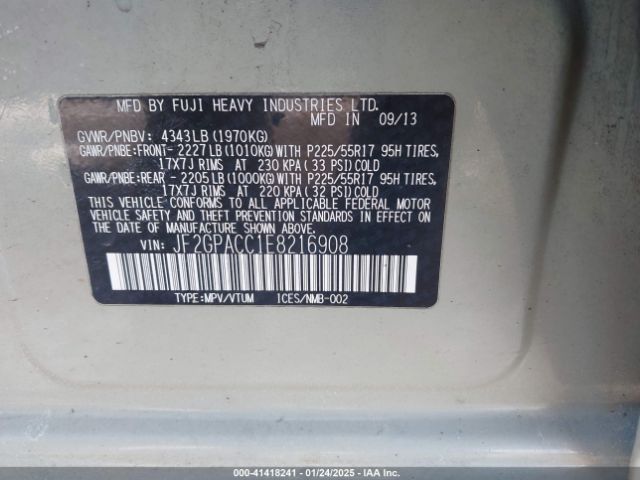 MFD BY FUJI HEAVY INDUSTRIES LTD.
MFD IN 09/13
GVWR/PNBV: 4343LB(1970KG)
GAWR/PNBE:FRONT- 2227LB(1010KG)WITH P225/55R17 95H TIRES,
17X7J RIMS AT 230 KPA(33 PSI)COLD
GAWR/PNBE:REAR - 2205LB(1000KG)WITH P225/55R17 95H TIRES,
17X7J RIMS AT 220 KPA(32 PSI)COLD
THIS VEHICLE CONFORMS TO ALL APPLICABLE FEDERAL MOTOR
VEHICLE SAFETY AND THEFT PREVENTION STANDARDS IN EFFECT
ON THE DATE OF MANUFACTURE SHOWN ABOVE.
VIN: JF2GPACC1E8216908
TYPE:MPV/VTUM ICES/NMB-002
000-41418241 - 01/24/2025 - IAA Inc.